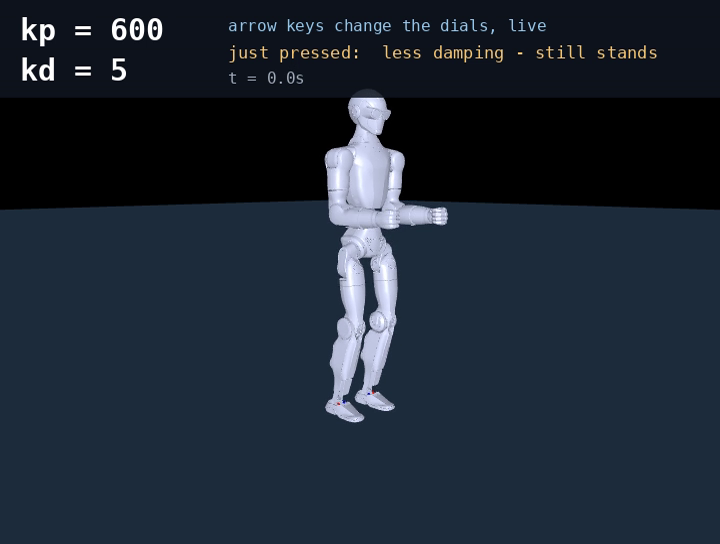 kp = 600
kd = 5
arrow keys change the dials, live
just pressed:  less damping - still stands
t = 0.0s